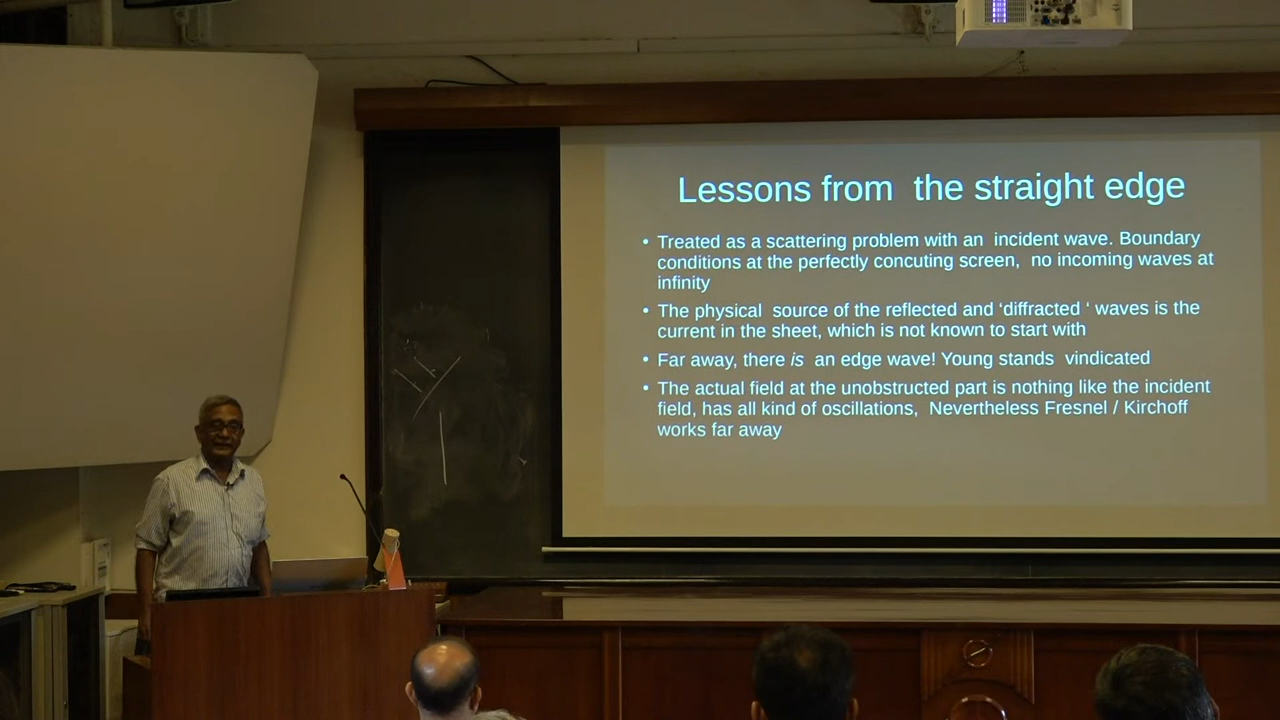 Lessons from  the straight edge
• Treated as a scattering problem with an  incident wave. Boundary
conditions at the perfectly concuting screen,  no incoming waves at
infinity
• The physical  source of the reflected and ‘diffracted ‘ waves is the
current in the sheet, which is not known to start with
• Far away, there is  an edge wave! Young stands  vindicated
• The actual field at the unobstructed part is nothing like the incident
field, has all kind of oscillations,  Nevertheless Fresnel / Kirchoff
works far away